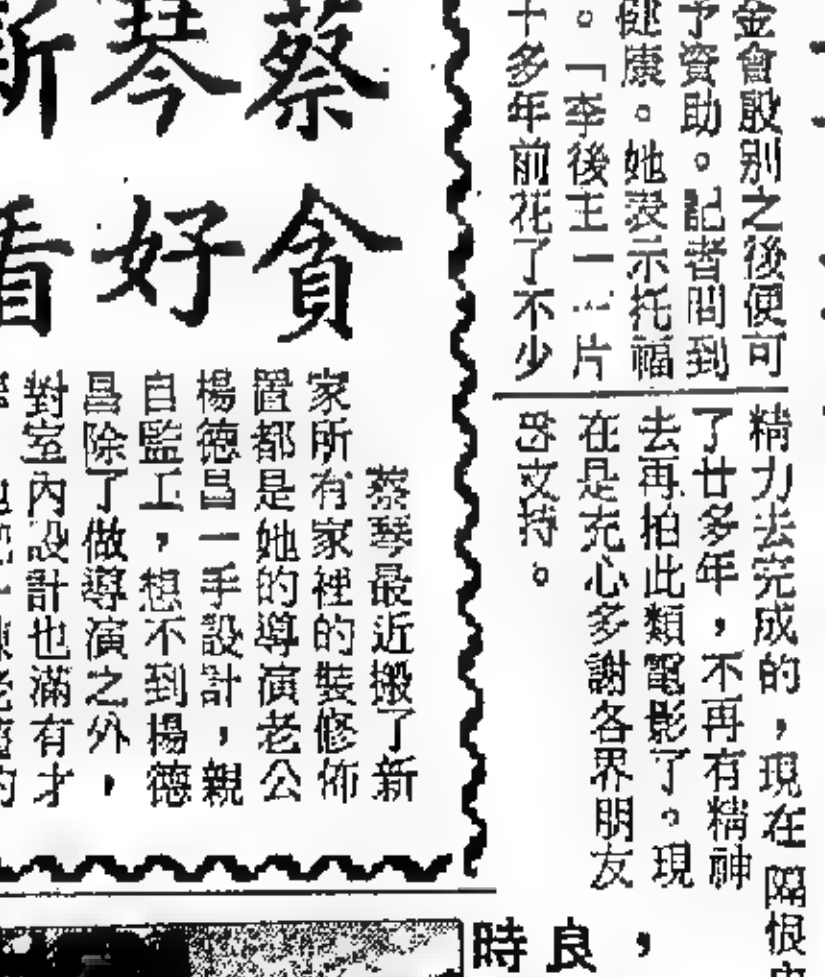 金會殷別之後便可
予資助。記者問到
健康。她表示托福
。「李後主一…片
十多年前花了不少
精力去完成的，現在
了廿多年，不再有精神
去再拍此類電影了。現
在是充心多謝各界朋友
支持。
蔡琴新
貪好看
蔡琴最近搬了新
家所有家裡的裝修佈
置都是她的導演老公
楊德昌一手設計，親
自監工，想不到楊德
昌除了做導演之外，
對室內設計也滿有才
，
良
時